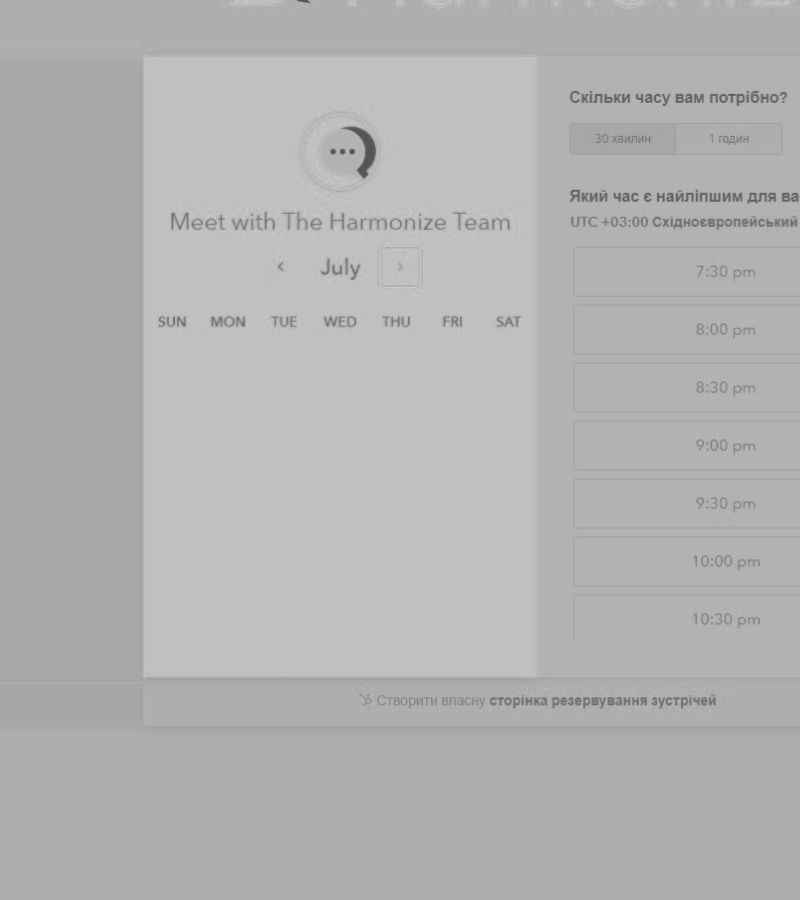 Meet with The Harmonize Team
July
SUN MON TUE WED THU FRI SAT
Скільки часу вам потрібно?
30 хвилин 1 годин
Який час є найліпшим для ва
UTC +03:00 Східноєвропейський
7:30 pm
8:00 pm
8:30 pm
9:00 pm
9:30 pm
10:00 pm
10:30 pm
Створити власну сторінка резервування зустрічей